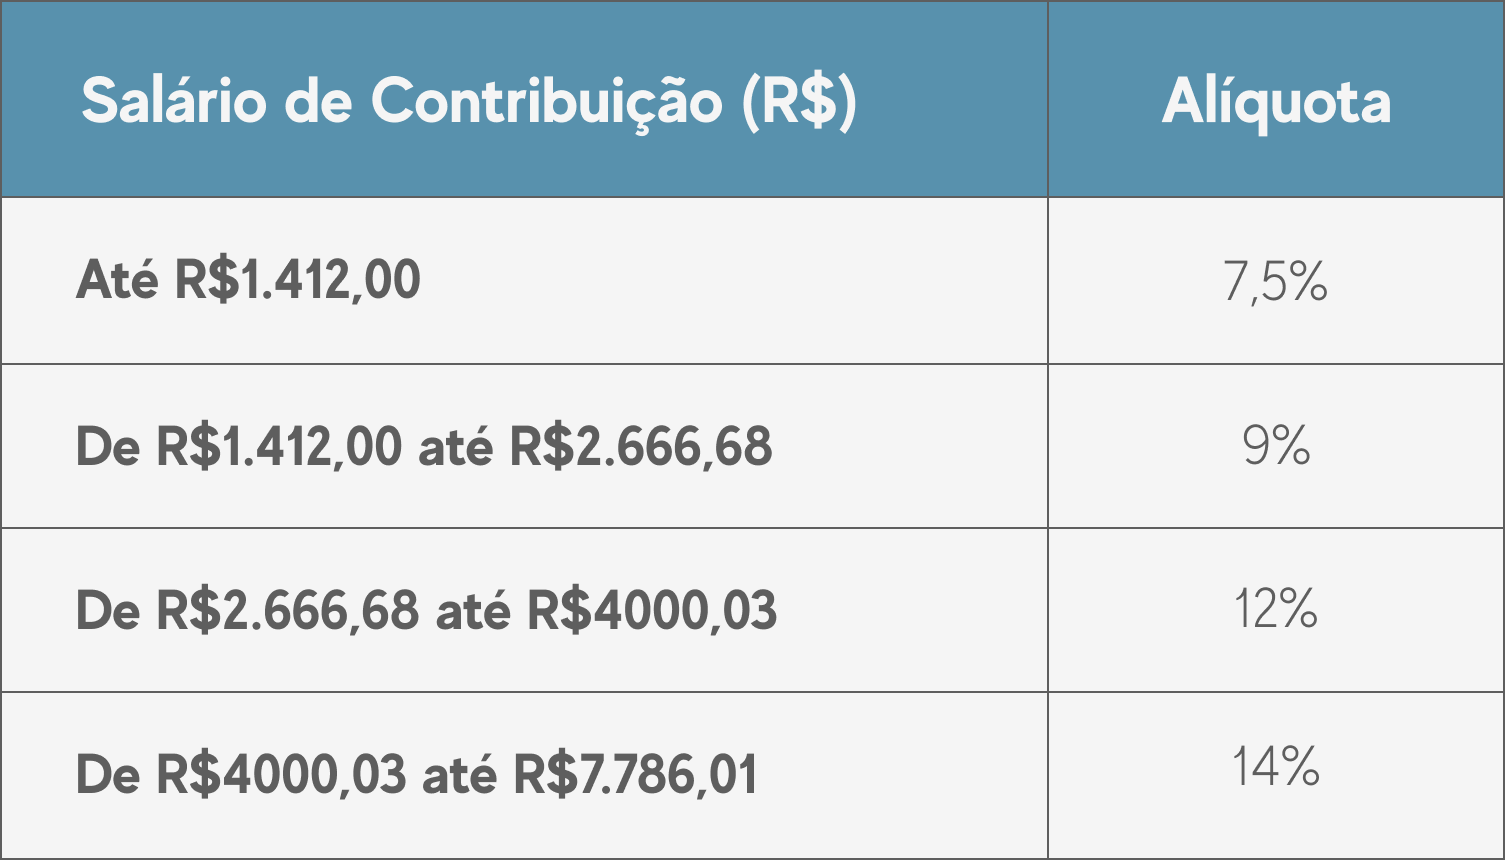 Salário de Contribuição (R$) Alíquota
Até R$1.412,00 7,5%
De R$1.412,00 até R$2.666,68 9%
De R$2.666,68 até R$4000,03 12%
De R$4000,03 até R$7.786,01 14%